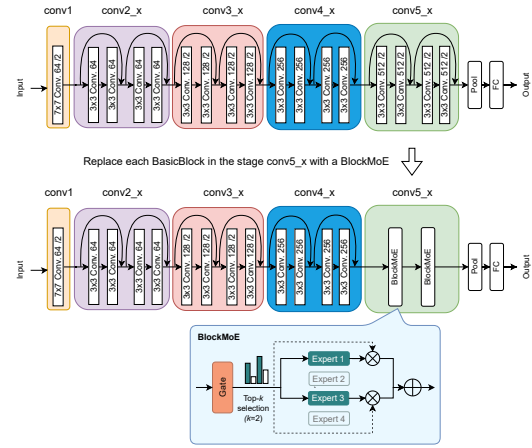 conv1
conv2_x
conv3_x
conv4_x
conv5_x
Input
7x7 Conv. 64 /2
3x3 Conv. 64
3x3 Conv. 64
3x3 Conv. 64
3x3 Conv. 64
3x3 Conv. 128 /2
3x3 Conv. 128 /2
3x3 Conv. 128 /2
3x3 Conv. 128 /2
3x3 Conv. 256
3x3 Conv. 256
3x3 Conv. 256
3x3 Conv. 256
3x3 Conv. 512 /2
3x3 Conv. 512 /2
3x3 Conv. 512 /2
3x3 Conv. 512 /2
Pool
FC
Output
Replace each BasicBlock in the stage conv5_x with a BlockMoE
conv1
conv2_x
conv3_x
conv4_x
conv5_x
Input
7x7 Conv. 64 /2
3x3 Conv. 64
3x3 Conv. 64
3x3 Conv. 64
3x3 Conv. 64
3x3 Conv. 128 /2
3x3 Conv. 128 /2
3x3 Conv. 128 /2
3x3 Conv. 128 /2
3x3 Conv. 256
3x3 Conv. 256
3x3 Conv. 256
3x3 Conv. 256
BlockMoE
BlockMoE
Pool
FC
Output
BlockMoE
Gate
Top-k
selection
(k=2)
Expert 1
Expert 2
Expert 3
Expert 4